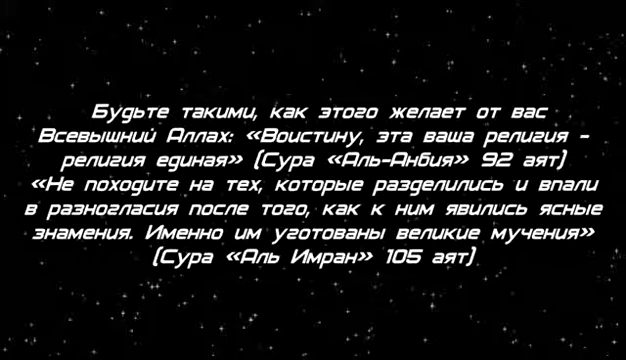 Будьте такими, как этого желает от вас
Всевышний Аллах: «Воистину, эта ваша религия -
религия единая» (Сура «Аль-Анбия» 92 аят)
«Не походите на тех, которые разделились и впали
в разногласия после того, как к ним явились ясные
знамения. Именно им уготованы великие мучения»
(Сура «Аль Имран» 105 аят)